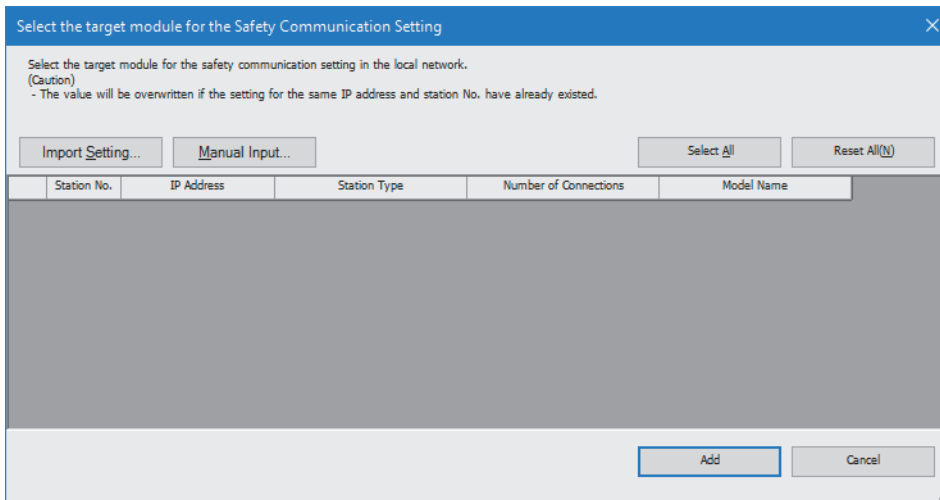 Select the target module for the Safety Communication Setting
Select the target module for the safety communication setting in the local network.
(Caution)
- The value will be overwritten if the setting for the same IP address and station No. have already existed.
Import Setting... Manual Input... Select All Reset All(N)
Station No. IP Address Station Type Number of Connections Model Name
Add Cancel